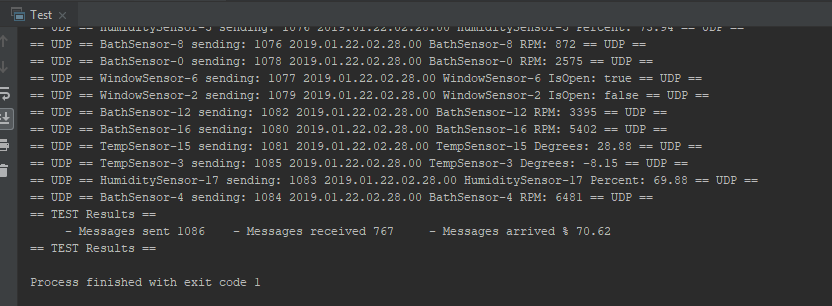 Test
== UDP == HumiditySensor-5 sending: 1076 2019.01.22.02.28.00 HumiditySensor-5 Percent: 73.94 == UDP ==
== UDP == BathSensor-8 sending: 1076 2019.01.22.02.28.00 BathSensor-8 RPM: 872 == UDP ==
== UDP == BathSensor-0 sending: 1078 2019.01.22.02.28.00 BathSensor-0 RPM: 2575 == UDP ==
== UDP == WindowSensor-6 sending: 1077 2019.01.22.02.28.00 WindowSensor-6 IsOpen: true == UDP ==
== UDP == WindowSensor-2 sending: 1079 2019.01.22.02.28.00 WindowSensor-2 IsOpen: false == UDP ==
== UDP == BathSensor-12 sending: 1082 2019.01.22.02.28.00 BathSensor-12 RPM: 3395 == UDP ==
== UDP == BathSensor-16 sending: 1080 2019.01.22.02.28.00 BathSensor-16 RPM: 5402 == UDP ==
== UDP == TempSensor-15 sending: 1081 2019.01.22.02.28.00 TempSensor-15 Degrees: 28.88 == UDP ==
== UDP == TempSensor-3 sending: 1085 2019.01.22.02.28.00 TempSensor-3 Degrees: -8.15 == UDP ==
== UDP == HumiditySensor-17 sending: 1083 2019.01.22.02.28.00 HumiditySensor-17 Percent: 69.88 == UDP ==
== UDP == BathSensor-4 sending: 1084 2019.01.22.02.28.00 BathSensor-4 RPM: 6481 == UDP ==
== TEST Results ==
- Messages sent 1086 - Messages received 767 - Messages arrived % 70.62
== TEST Results ==
Process finished with exit code 1